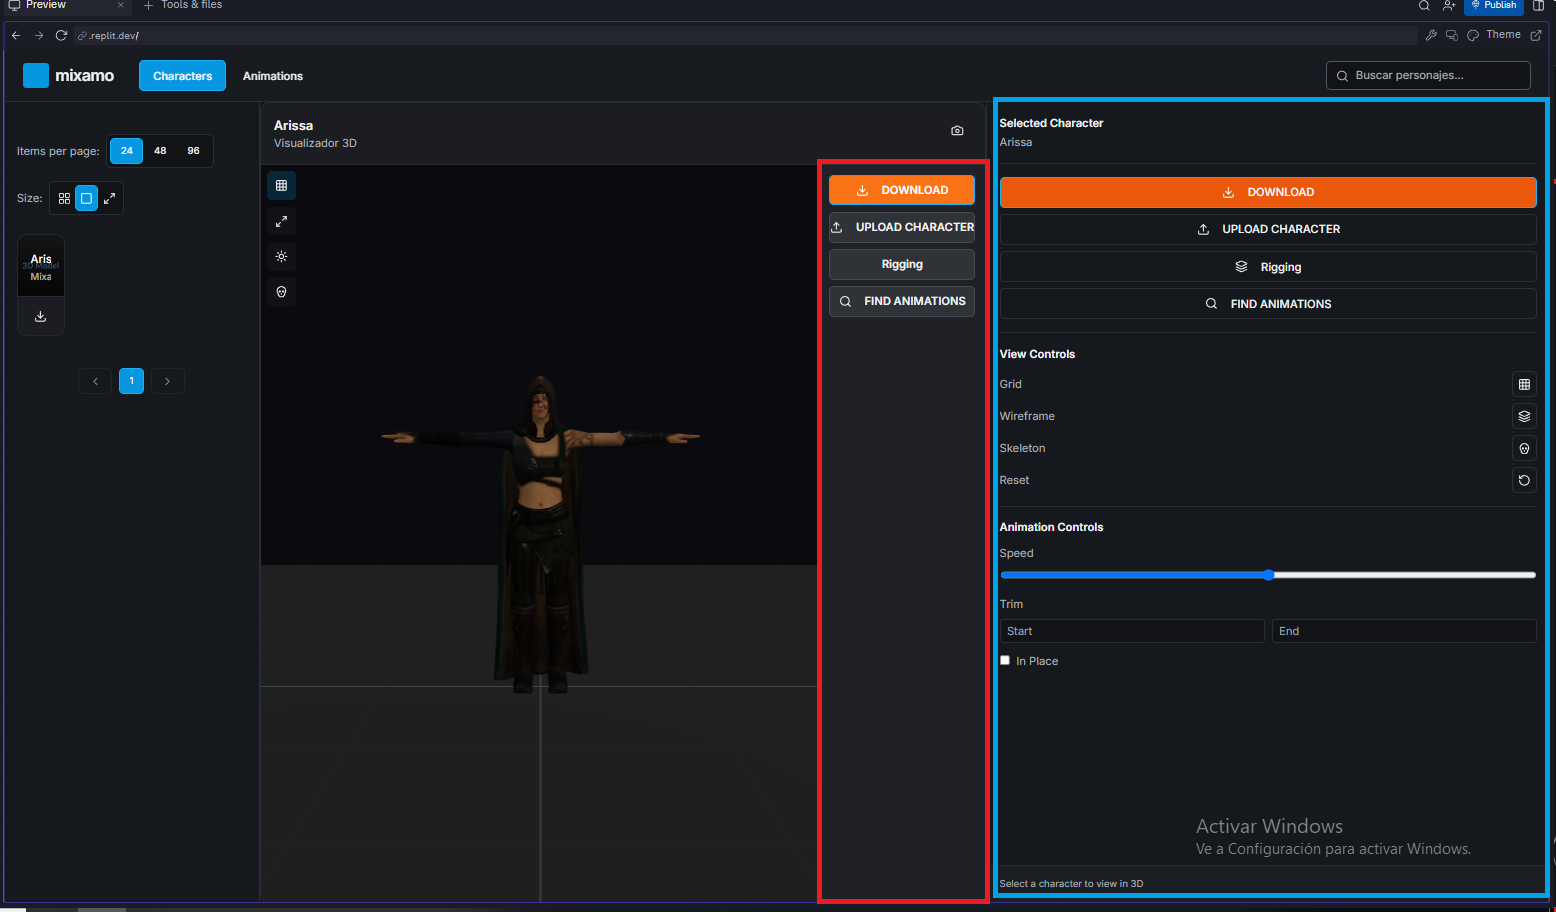 Preview
Tools & files
Publish
.replit.dev/
Theme
mixamo
Characters
Animations
Buscar personajes...
Items per page:
24
48
96
Size:
Aris
3D Model
Mixa
1
Arissa
Visualizador 3D
DOWNLOAD
UPLOAD CHARACTER
Rigging
FIND ANIMATIONS
Selected Character
Arissa
DOWNLOAD
UPLOAD CHARACTER
Rigging
FIND ANIMATIONS
View Controls
Grid
Wireframe
Skeleton
Reset
Animation Controls
Speed
Trim
Start
End
In Place
Activar Windows
Ve a Configuración para activar Windows.
Select a character to view in 3D